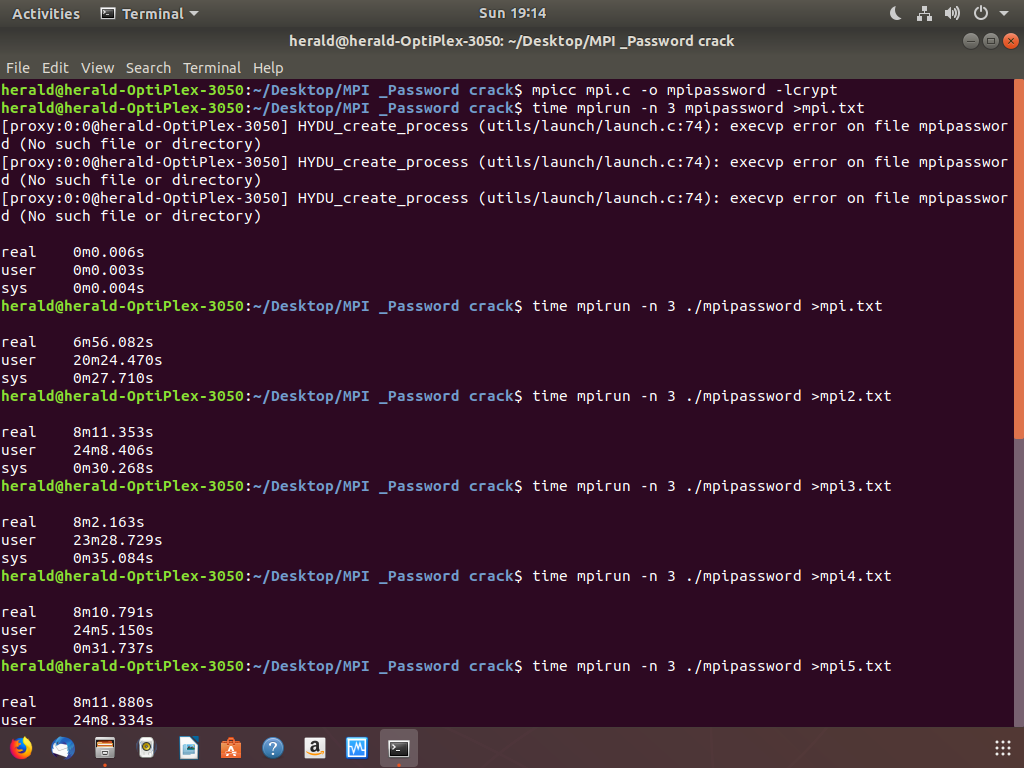 Activities Terminal Sun 19:14
herald@herald-OptiPlex-3050: ~/Desktop/MPI _Password crack
File Edit View Search Terminal Help
herald@herald-OptiPlex-3050:~/Desktop/MPI _Password crack$ mpicc mpi.c -o mpipassword -lcrypt
herald@herald-OptiPlex-3050:~/Desktop/MPI _Password crack$ time mpirun -n 3 mpipassword >mpi.txt
[proxy:0:0@herald-OptiPlex-3050] HYDU_create_process (utils/launch/launch.c:74): execvp error on file mpipasswor
d (No such file or directory)
[proxy:0:0@herald-OptiPlex-3050] HYDU_create_process (utils/launch/launch.c:74): execvp error on file mpipasswor
d (No such file or directory)
[proxy:0:0@herald-OptiPlex-3050] HYDU_create_process (utils/launch/launch.c:74): execvp error on file mpipasswor
d (No such file or directory)
real 0m0.006s
user 0m0.003s
sys 0m0.004s
herald@herald-OptiPlex-3050:~/Desktop/MPI _Password crack$ time mpirun -n 3 ./mpipassword >mpi.txt
real 6m56.082s
user 20m24.470s
sys 0m27.710s
herald@herald-OptiPlex-3050:~/Desktop/MPI _Password crack$ time mpirun -n 3 ./mpipassword >mpi2.txt
real 8m11.353s
user 24m8.406s
sys 0m30.268s
herald@herald-OptiPlex-3050:~/Desktop/MPI _Password crack$ time mpirun -n 3 ./mpipassword >mpi3.txt
real 8m2.163s
user 23m28.729s
sys 0m35.084s
herald@herald-OptiPlex-3050:~/Desktop/MPI _Password crack$ time mpirun -n 3 ./mpipassword >mpi4.txt
real 8m10.791s
user 24m5.150s
sys 0m31.737s
herald@herald-OptiPlex-3050:~/Desktop/MPI _Password crack$ time mpirun -n 3 ./mpipassword >mpi5.txt
real 8m11.880s
user 24m8.334s